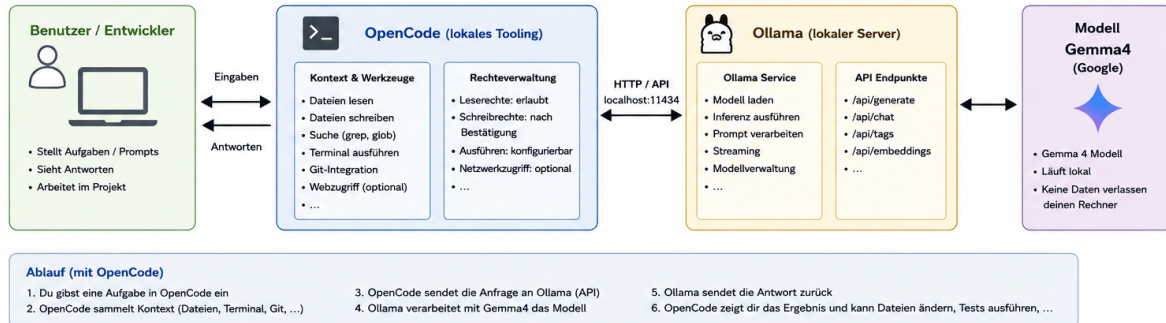 Benutzer / Entwickler
• Stellt Aufgaben / Prompts
• Sieht Antworten
• Arbeitet im Projekt
Eingaben
Antworten
>_
OpenCode (lokales Tooling)
Kontext & Werkzeuge
• Dateien lesen
• Dateien schreiben
• Suche (grep, glob)
• Terminal ausführen
• Git-Integration
• Webzugriff (optional)
• ...
Rechteverwaltung
• Leserechte: erlaubt
• Schreibrechte: nach
Bestätigung
• Ausführen: konfigurierbar
• Netzwerkzugriff: optional
• ...
HTTP / API
localhost:11434
Ollama (lokaler Server)
Ollama Service
• Modell laden
• Inferenz ausführen
• Prompt verarbeiten
• Streaming
• Modellverwaltung
• ...
API Endpunkte
• /api/generate
• /api/chat
• /api/tags
• /api/embeddings
• ...
Modell
Gemma4
(Google)
• Gemma 4 Modell
• Läuft lokal
• Keine Daten verlassen
deinen Rechner
Ablauf (mit OpenCode)
1. Du gibst eine Aufgabe in OpenCode ein
2. OpenCode sammelt Kontext (Dateien, Terminal, Git, ...)
3. OpenCode sendet die Anfrage an Ollama (API)
4. Ollama verarbeitet mit Gemma4 das Modell
5. Ollama sendet die Antwort zurück
6. OpenCode zeigt dir das Ergebnis und kann Dateien ändern, Tests ausführen, ...